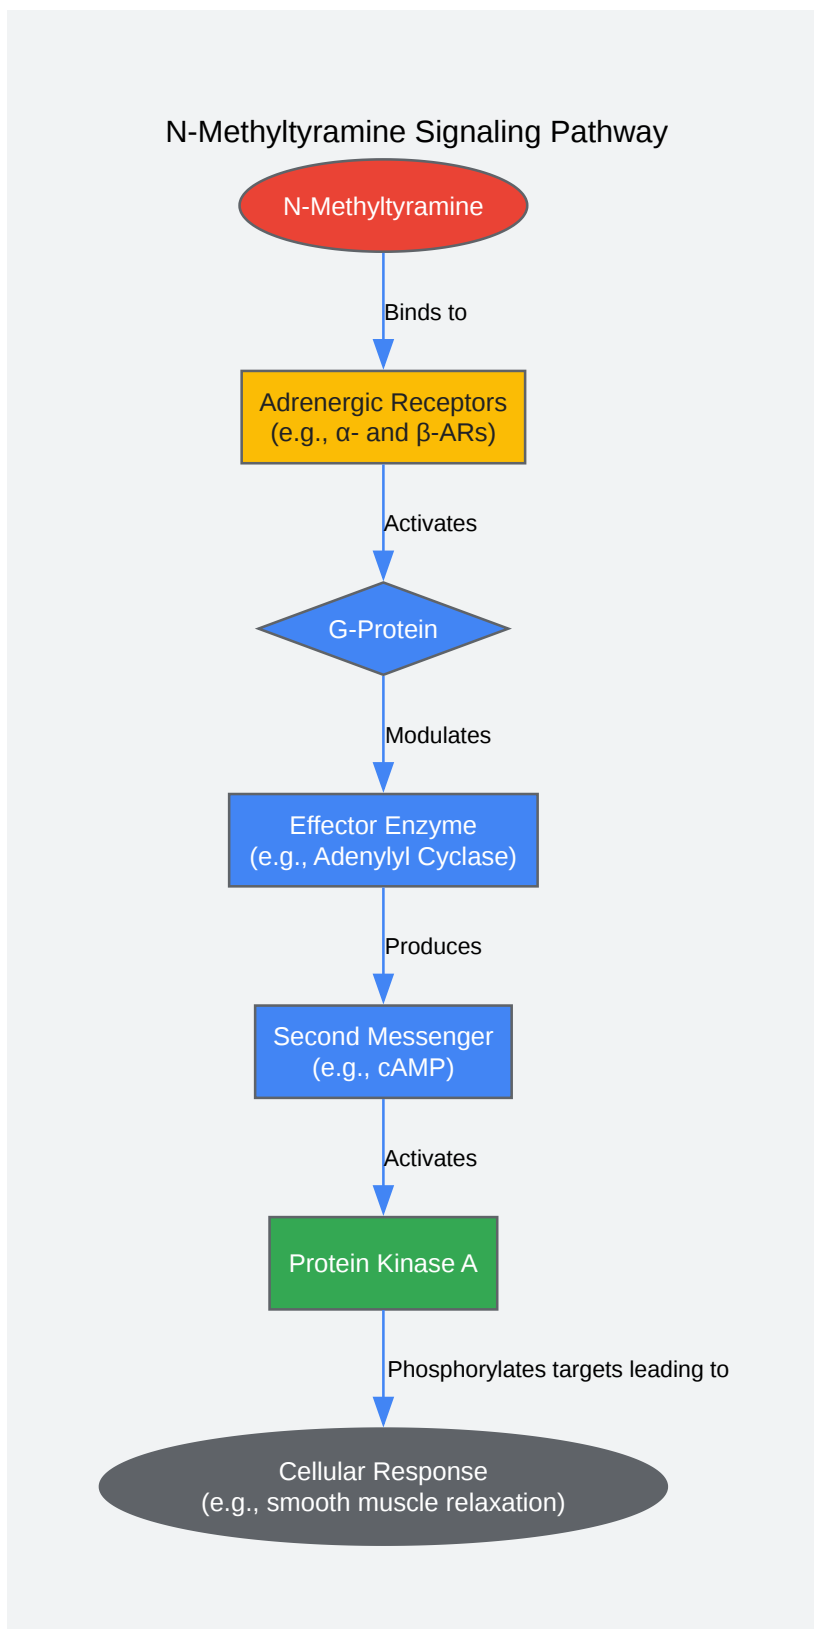 N-Methyltyramine Signaling Pathway
N-Methyltyramine
Binds to
Adrenergic Receptors
(e.g., α- and β-ARs)
Activates
G-Protein
Modulates
Effector Enzyme
(e.g., Adenylyl Cyclase)
Produces
Second Messenger
(e.g., cAMP)
Activates
Protein Kinase A
Phosphorylates targets leading to
Cellular Response
(e.g., smooth muscle relaxation)